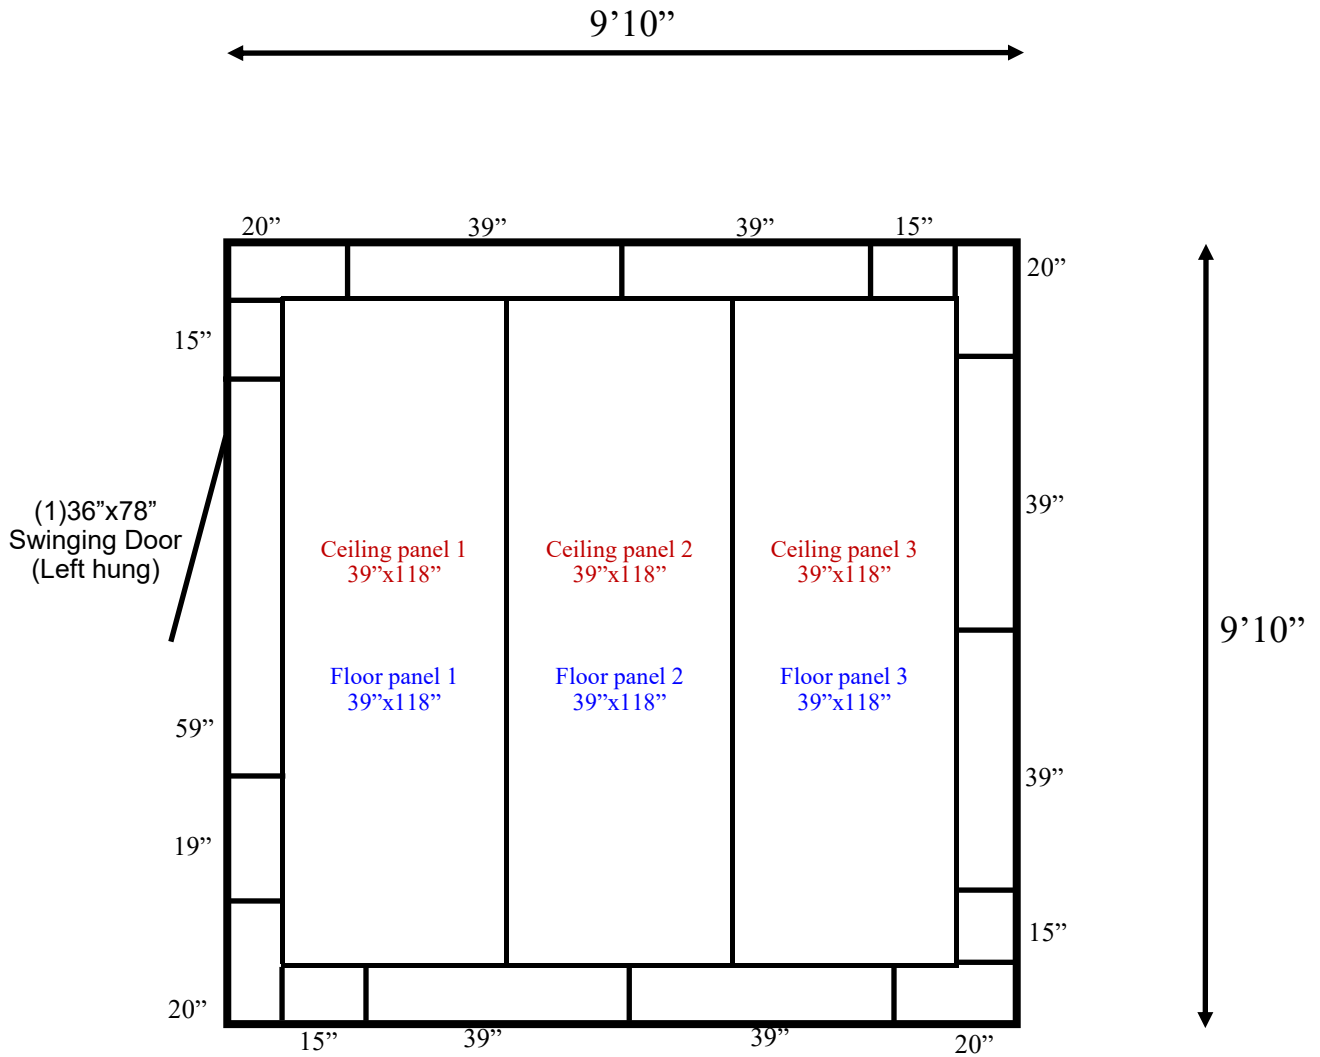 9’10”
20”
39”
39”
15”
20”
15”
39”
(1)36”x78”
Swinging Door
(Left hung)
Ceiling panel 1
39”x118”
Ceiling panel 2
39”x118”
Ceiling panel 3
39”x118”
9’10”
Floor panel 1
39”x118”
Floor panel 2
39”x118”
Floor panel 3
39”x118”
59”
39”
19”
15”
20”
15”
39”
39”
20”